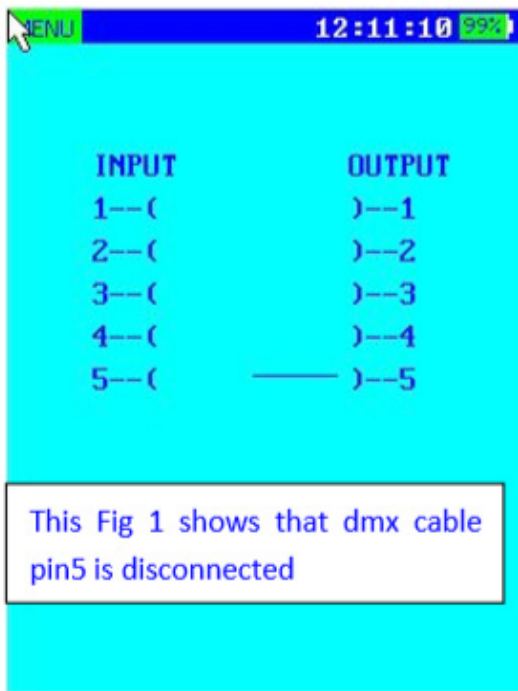 MENU 12:11:10 99%
INPUT OUTPUT
1--( )--1
2--( )--2
3--( )--3
4--( )--4
5--( )--5
This Fig 1 shows that dmx cable
pin5 is disconnected